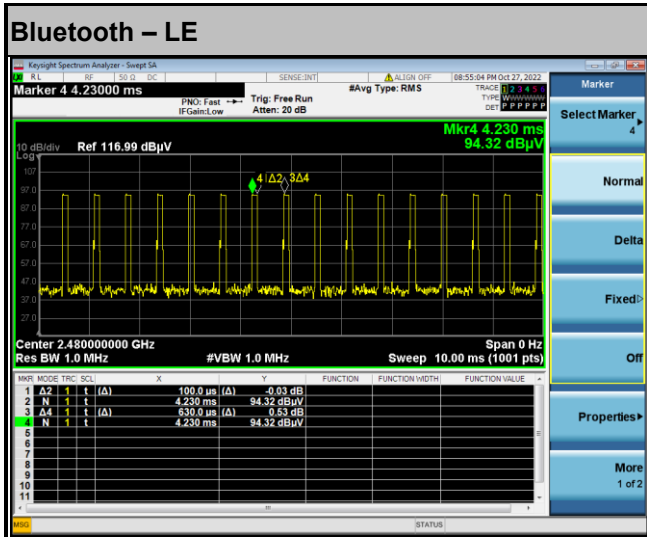 Bluetooth – LE
Keysight Spectrum Analyzer - Swept SA
RL RF 50 Ω DC SENSE:INT ALIGN OFF 08:55:04 PM Oct 27, 2022
Marker 4 4.23000 ms #Avg Type: RMS TRACE 1 2 3 4 5 6
PNO: Fast Trig: Free Run TYPE WWWWWW
IFGain:Low Atten: 20 dB DET P P P P P P
Mkr4 4.230 ms
10 dB/div Ref 116.99 dBµV 94.32 dBµV
Log
107
4 1Δ2 3Δ4
97.0
87.0
77.0
67.0
57.0
47.0
37.0
27.0
Center 2.480000000 GHz Span 0 Hz
Res BW 1.0 MHz #VBW 1.0 MHz Sweep 10.00 ms (1001 pts)
MKR MODE TRC SCL X Y FUNCTION FUNCTION WIDTH FUNCTION VALUE
1 Δ2 1 t (Δ) 100.0 µs (Δ) -0.03 dB
2 N 1 t 4.230 ms 94.32 dBµV
3 Δ4 1 t (Δ) 630.0 µs (Δ) 0.53 dB
4 N 1 t 4.230 ms 94.32 dBµV
5
6
7
8
9
10
11
MSG STATUS
Marker
Select Marker
4
Normal
Delta
Fixed
Off
Properties
More
1 of 2